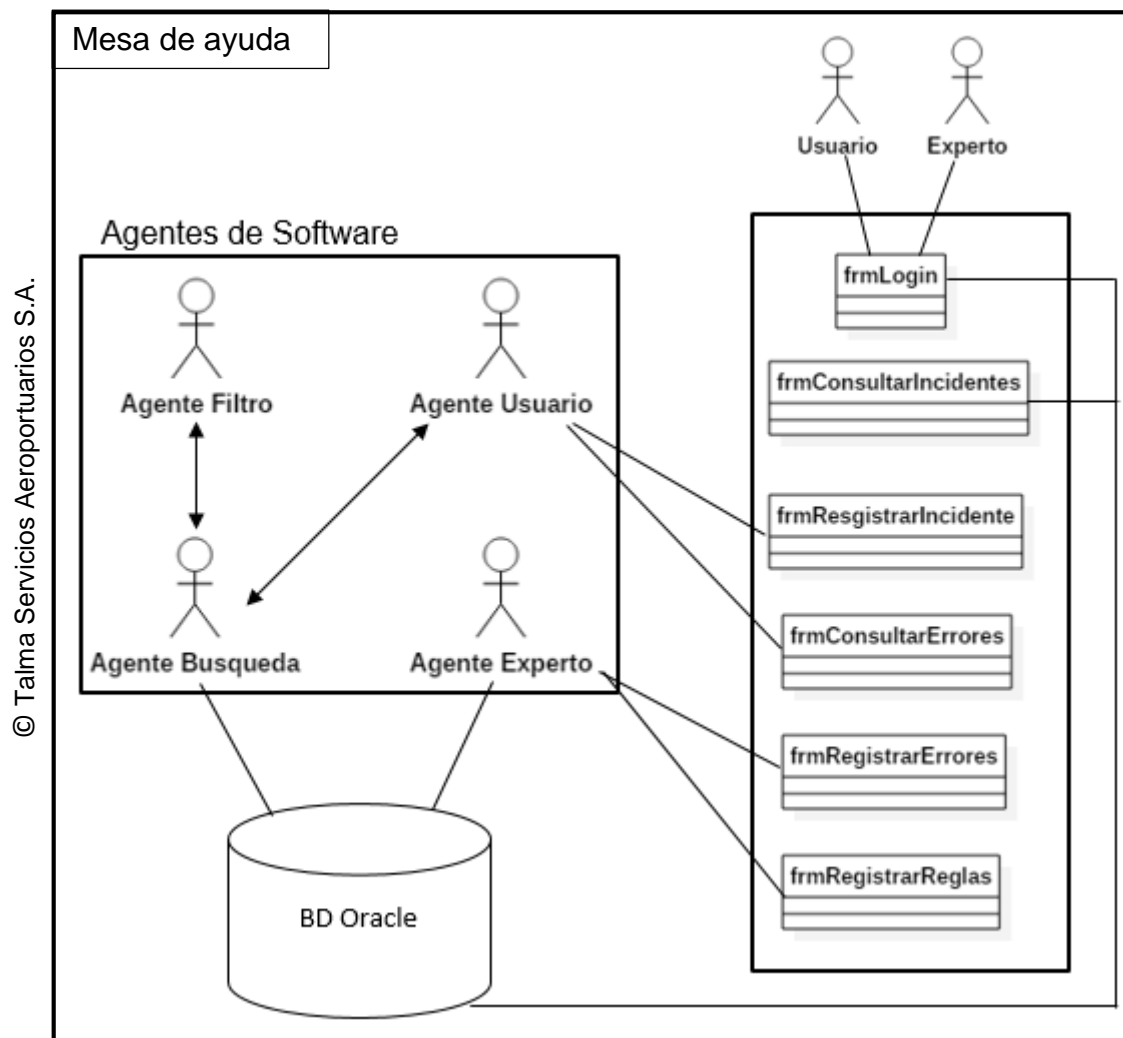 Mesa de ayuda
Usuario
Experto
Agentes de Software
frmLogin
Agente Filtro
Agente Usuario
frmConsultarIncidentes
frmResgistrarIncidente
frmConsultarErrores
Agente Busqueda
Agente Experto
frmRegistrarErrores
frmRegistrarReglas
BD Oracle
© Talma Servicios Aeroportuarios S.A.